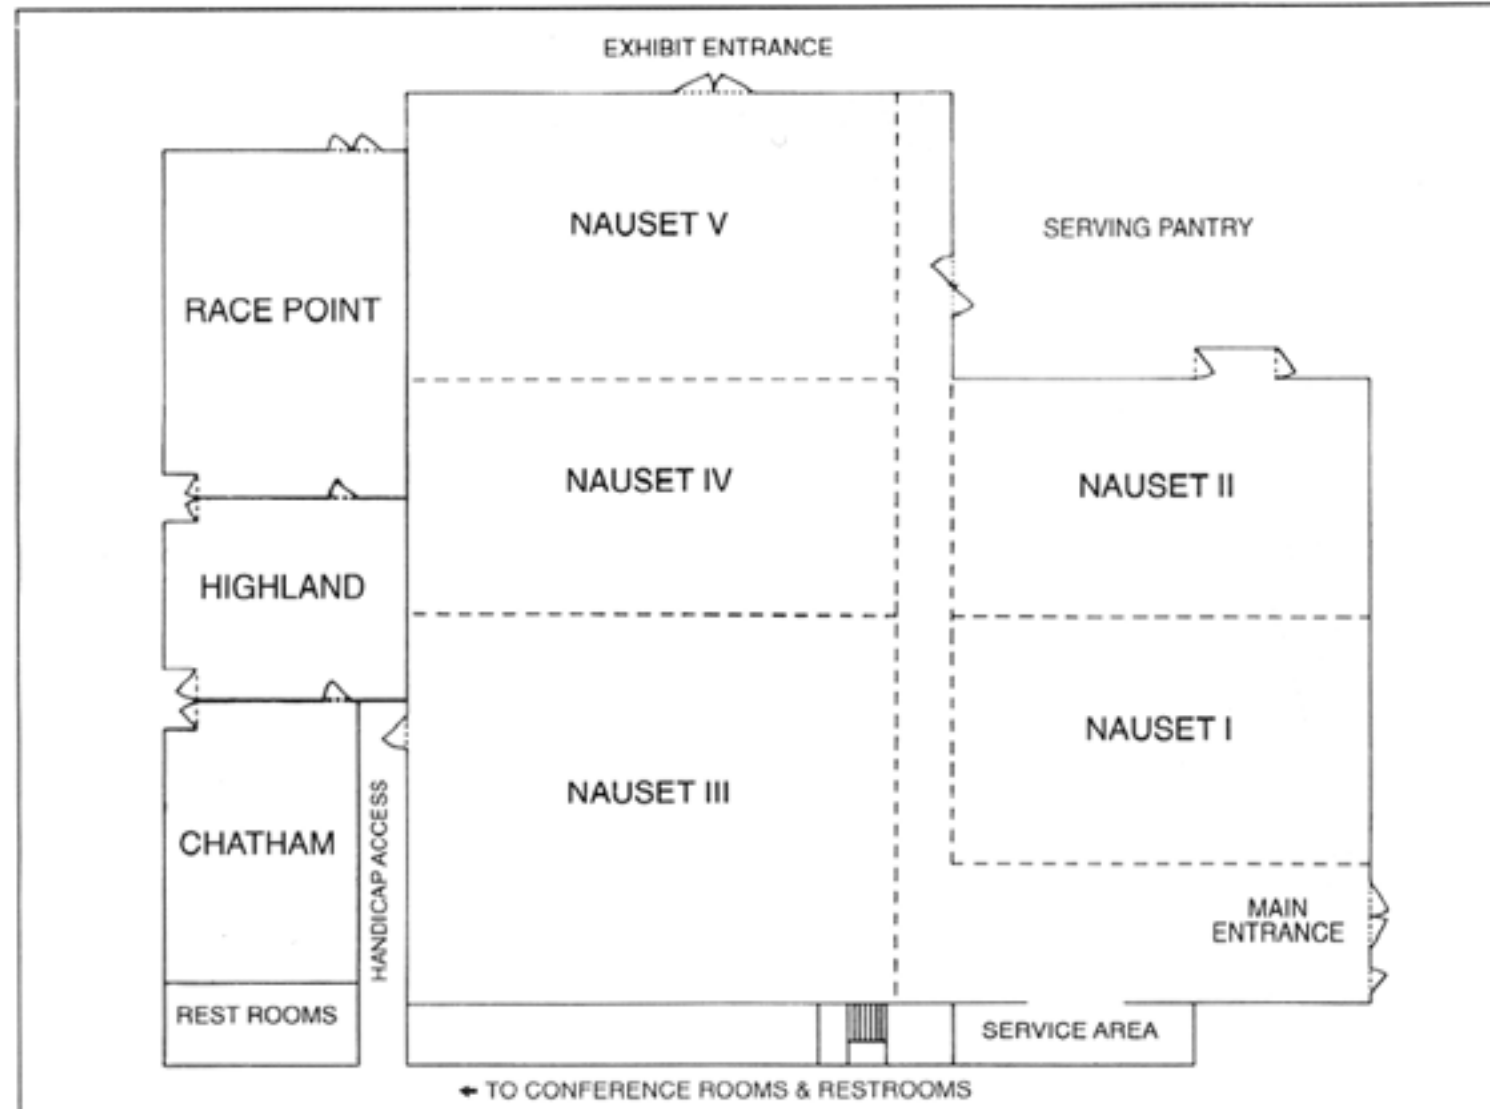 EXHIBIT ENTRANCE
NAUSET V
SERVING PANTRY
RACE POINT
NAUSET IV
NAUSET II
HIGHLAND
NAUSET I
NAUSET III
CHATHAM
HANDICAP ACCESS
MAIN
ENTRANCE
REST ROOMS
SERVICE AREA
← TO CONFERENCE ROOMS & RESTROOMS